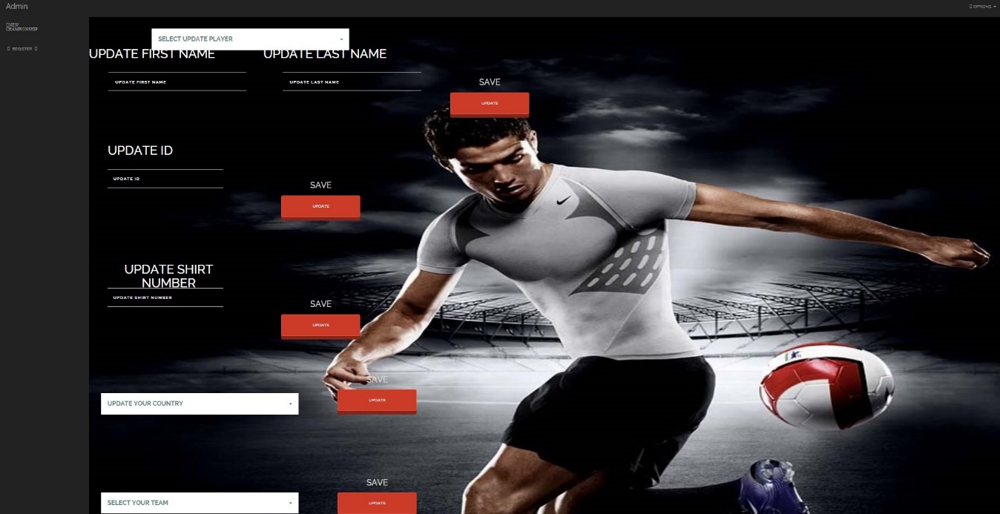 Admin
OPTIONS
NEW
CHAMPIONSHIP
REGISTER
SELECT UPDATE PLAYER
UPDATE FIRST NAME
UPDATE LAST NAME
UPDATE FIRST NAME
UPDATE LAST NAME
SAVE
UPDATE
UPDATE ID
UPDATE ID
SAVE
UPDATE
UPDATE SHIRT
NUMBER
UPDATE SHIRT NUMBER
SAVE
UPDATE
SAVE
UPDATE YOUR COUNTRY
UPDATE
SAVE
SELECT YOUR TEAM
UPDATE